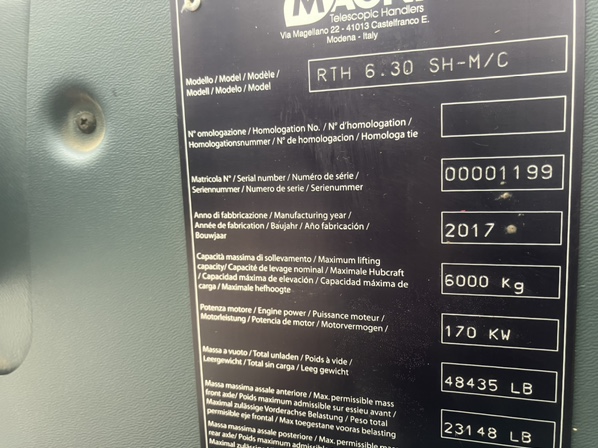 Telescopic Handlers
Via Magellano 22 - 41013 Castelfranco E.
Modena - Italy
Modello / Model / Modèle /
Modell / Modelo / Model
RTH 6.30 SH-M/C
N° omologazione / Homologation No. / N° d'homologation /
Homologationsnummer / N° de homologacion / Homologa tie
Matricola N° / Serial number / Numéro de série /
Seriennummer / Numero de serie / Serienummer
00001199
Anno di fabbricazione / Manufacturing year /
Année de fabrication / Baujahr / Año fabricación /
Bouwjaar
2017
Capacità massima di sollevamento / Maximum lifting
capacity/ Capacité de levage nominal / Maximale Hubcraft
/ Capacidad máxima de elevación / Capacidad máxima de
carga / Maximale hefhoogte
6000 Kg
Potenza motore / Engine power / Puissance moteur /
Motorleistung / Potencia de motor / Motorvermogen /
170 KW
Massa a vuoto / Total unladen / Poids à vide /
Leergewicht / Total sin carga / Leeg gewicht
48435 LB
Massa massima assale anteriore / Max. permissible mass
front axle/ Poids maximum admissible sur essieu avant /
Maximal zulässige Vorderachse Belastung / Peso total
permisible eje frontal / Max toegestane vooras belasting
23148 LB
Massa massima assale posteriore / Max. permissible mass
rear axle/ Poids maximum admissible